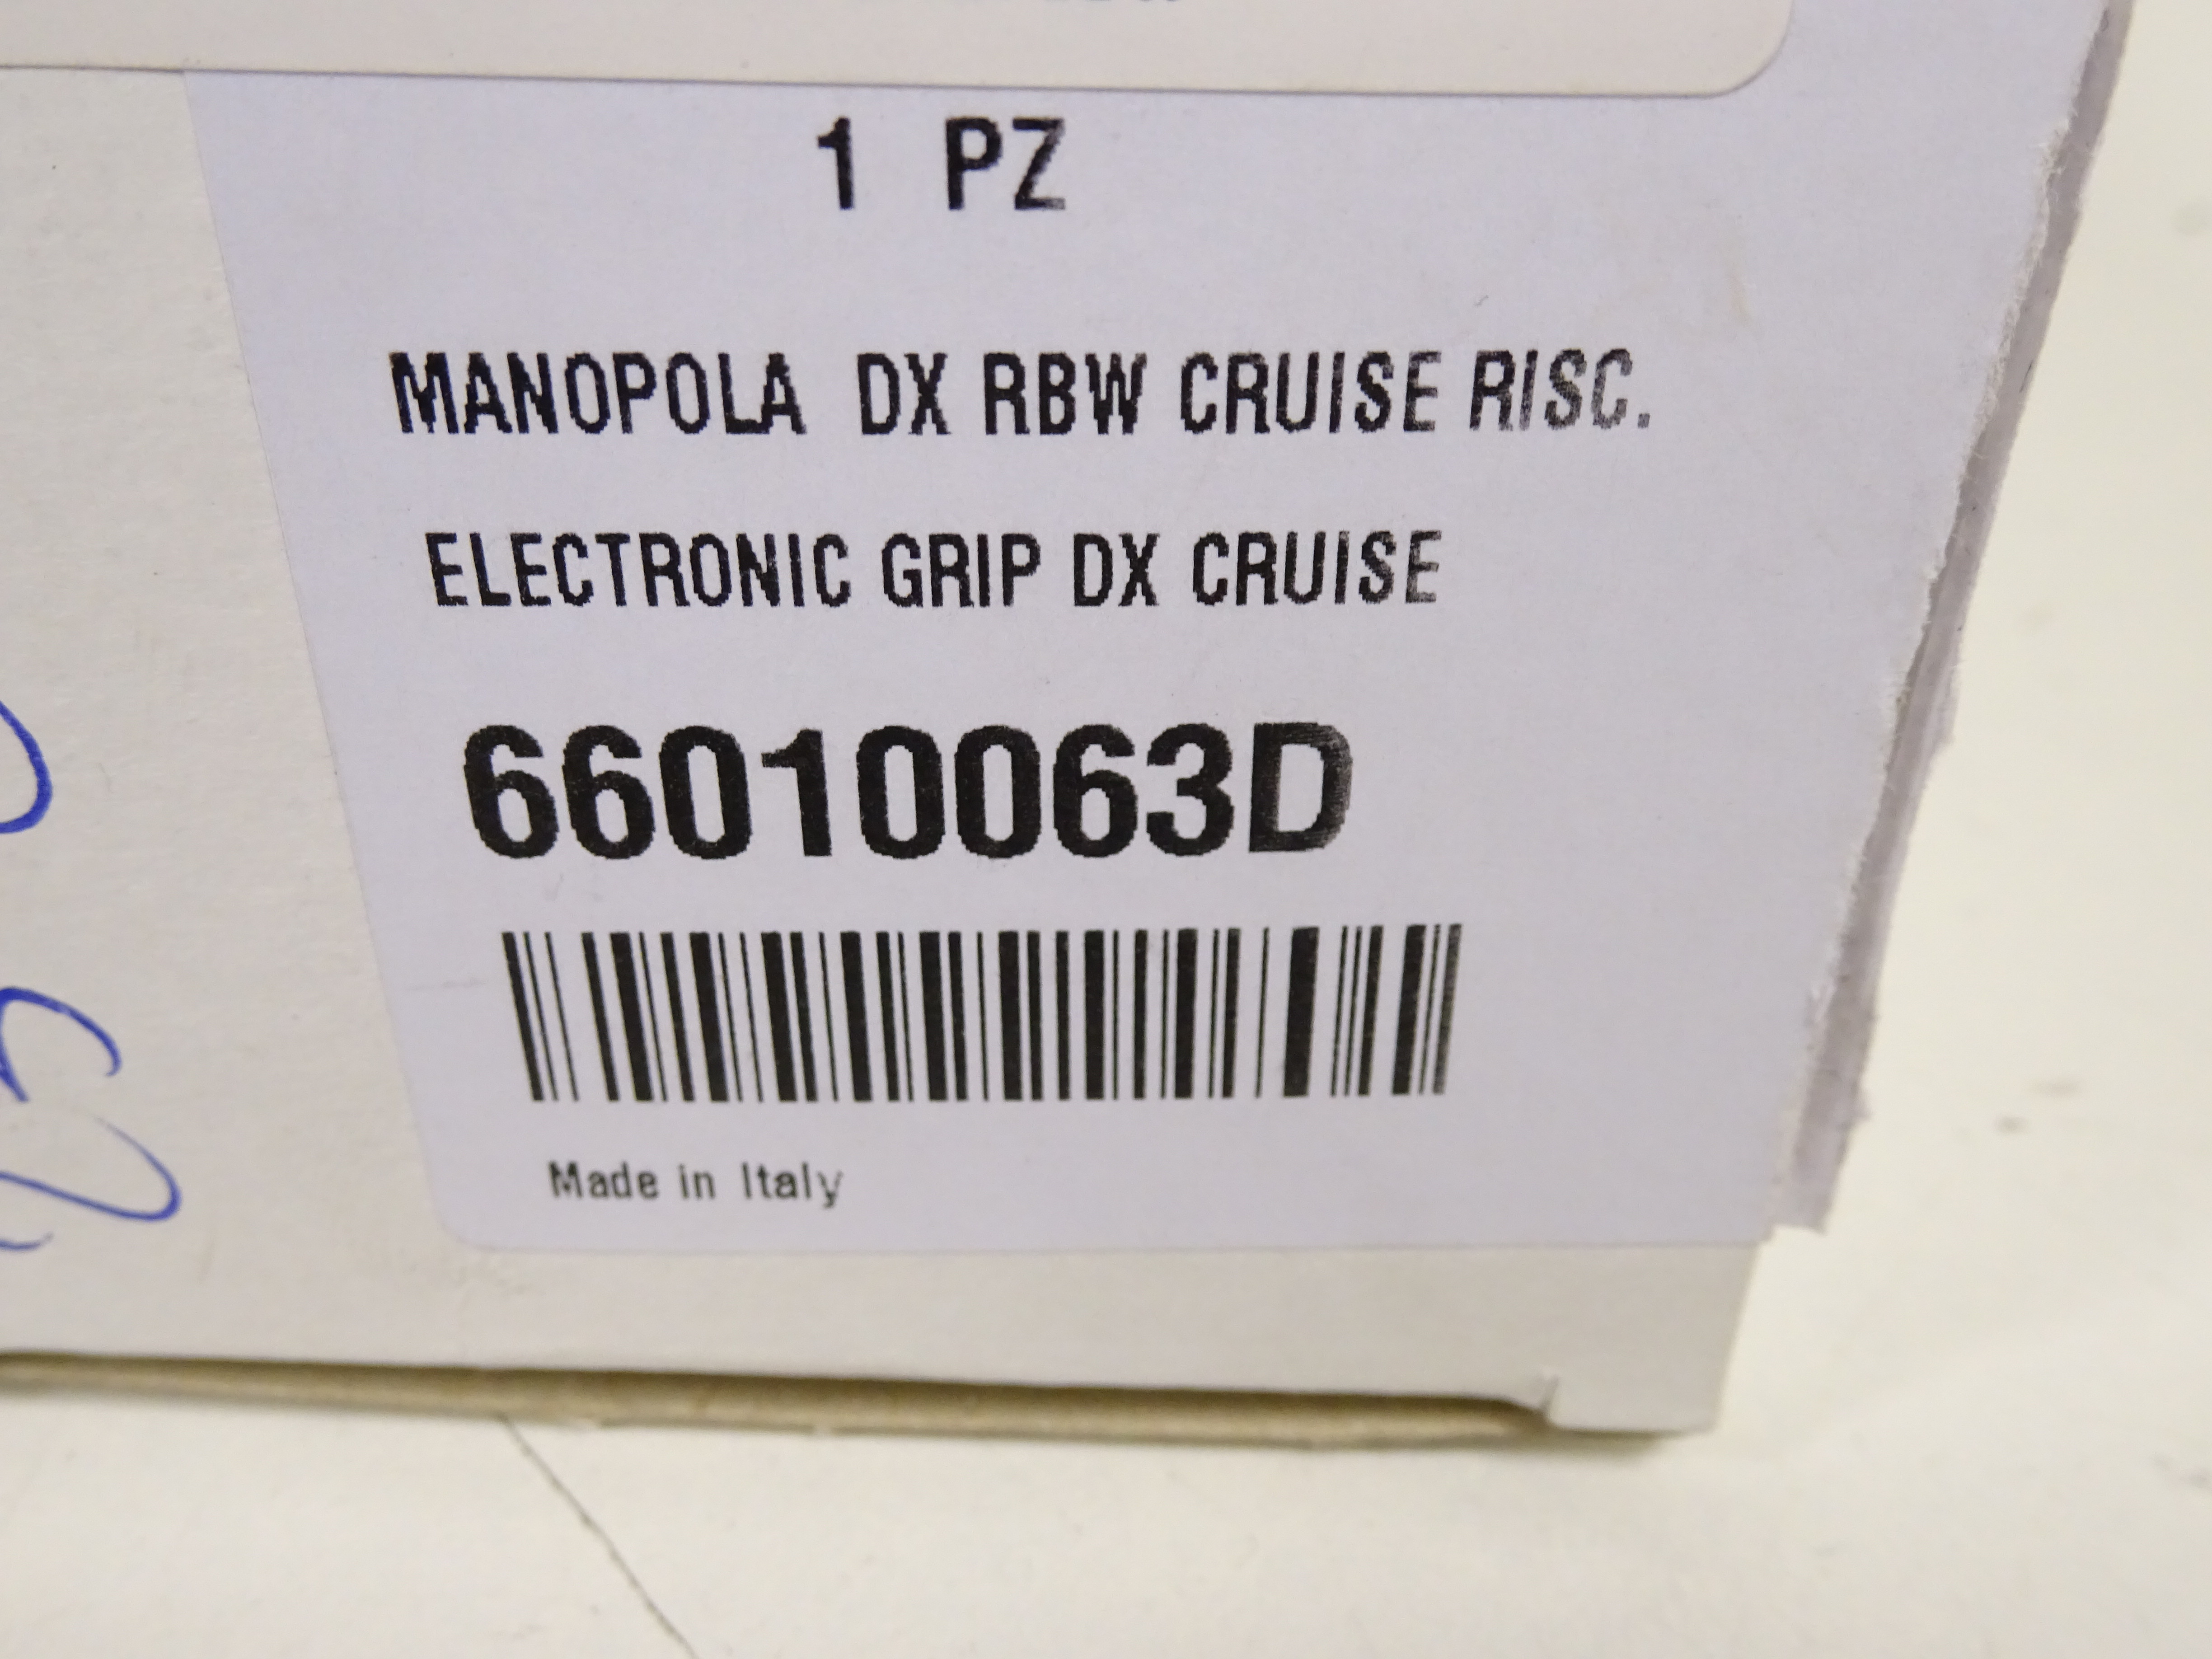 1 PZ
MANOPOLA DX RBW CRUISE RISC.
ELECTRONIC GRIP DX CRUISE
66010063D
Made in Italy